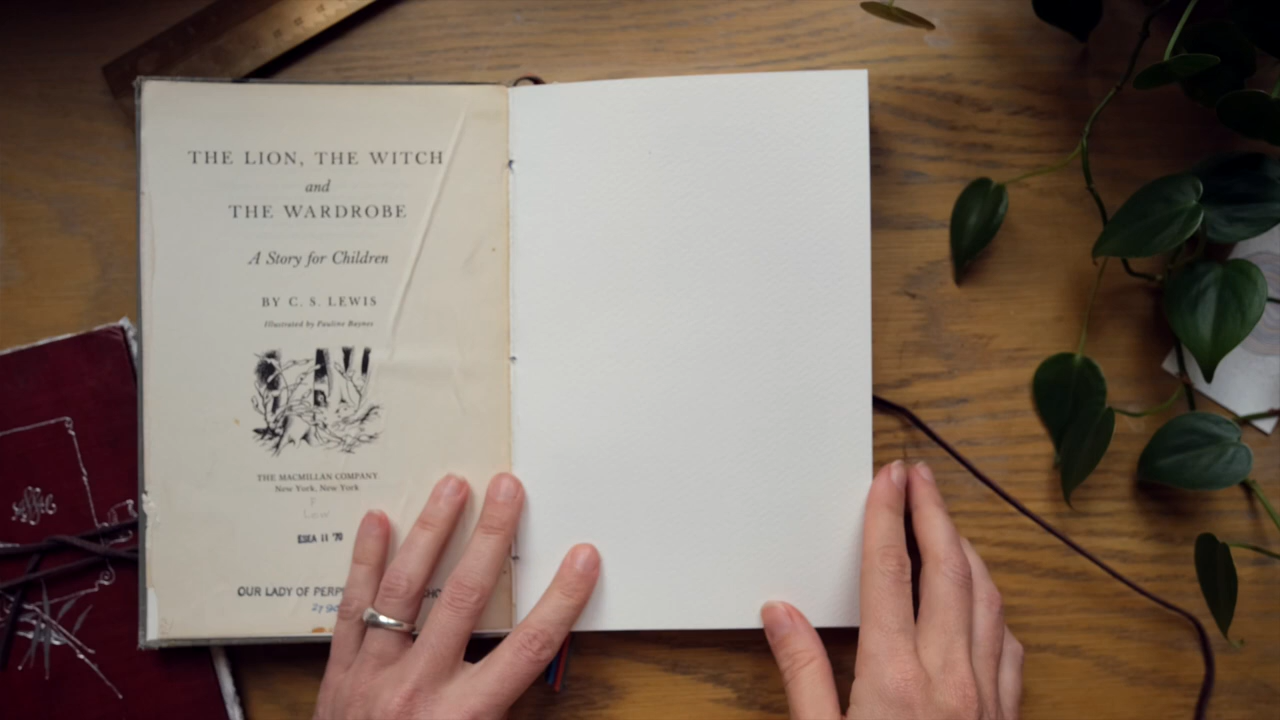 THE LION, THE WITCH
and
THE WARDROBE
A Story for Children
BY C. S. LEWIS
Illustrated by Pauline Baynes
THE MACMILLAN COMPANY
New York, New York
ESEA II '70
OUR LADY OF